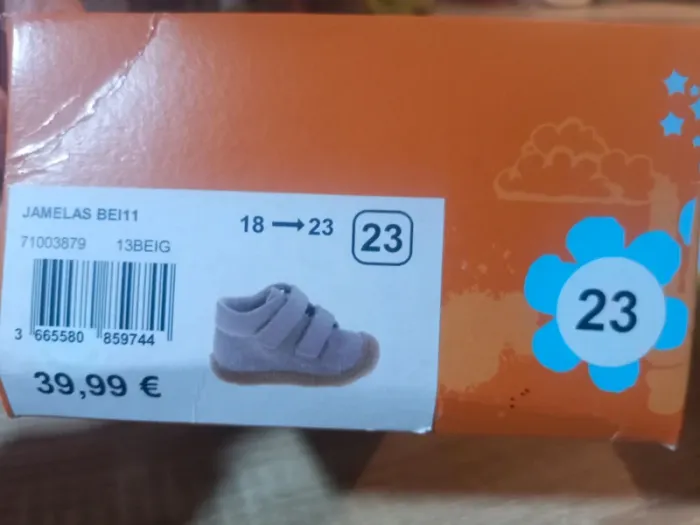 JAMELAS BEI11
71003879 13BEIG
3 665580 859744
39,99 €
18 → 23
23
23